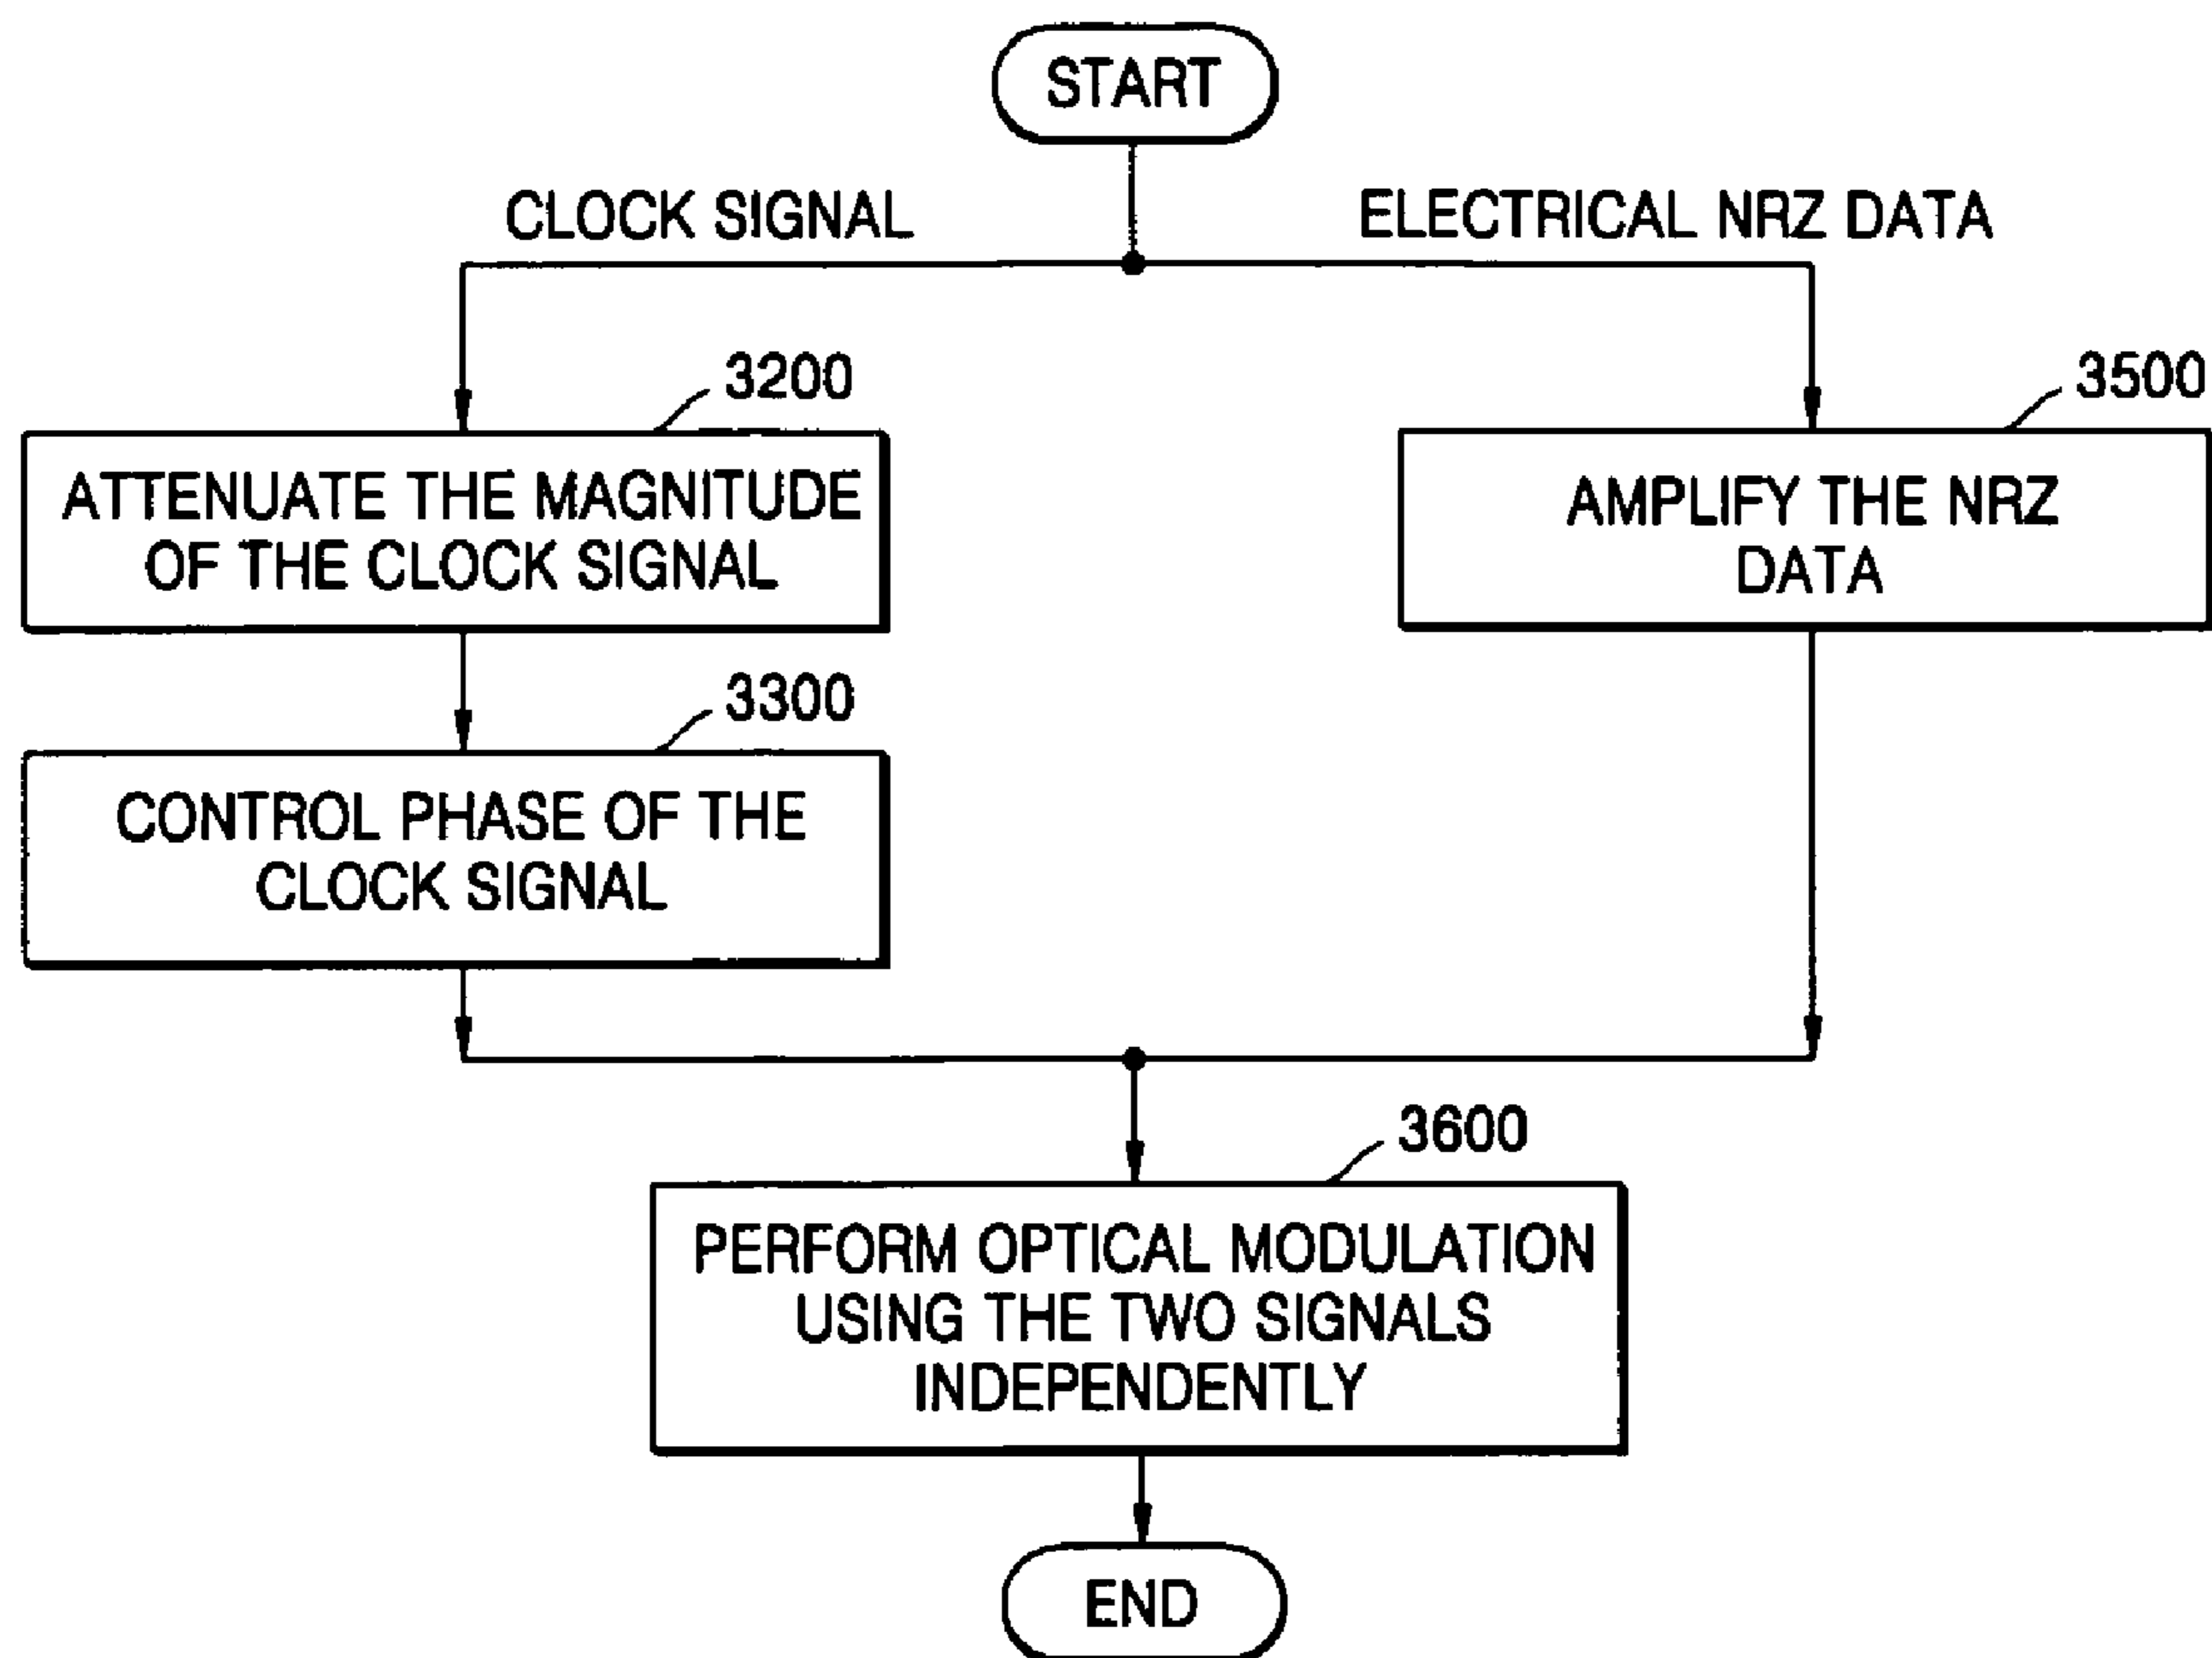 START
CLOCK SIGNAL
ELECTRICAL NRZ DATA
3200
3500
ATTENUATE THE MAGNITUDE
OF THE CLOCK SIGNAL
AMPLIFY THE NRZ
DATA
3300
CONTROL PHASE OF THE
CLOCK SIGNAL
3600
PERFORM OPTICAL MODULATION
USING THE TWO SIGNALS
INDEPENDENTLY
END